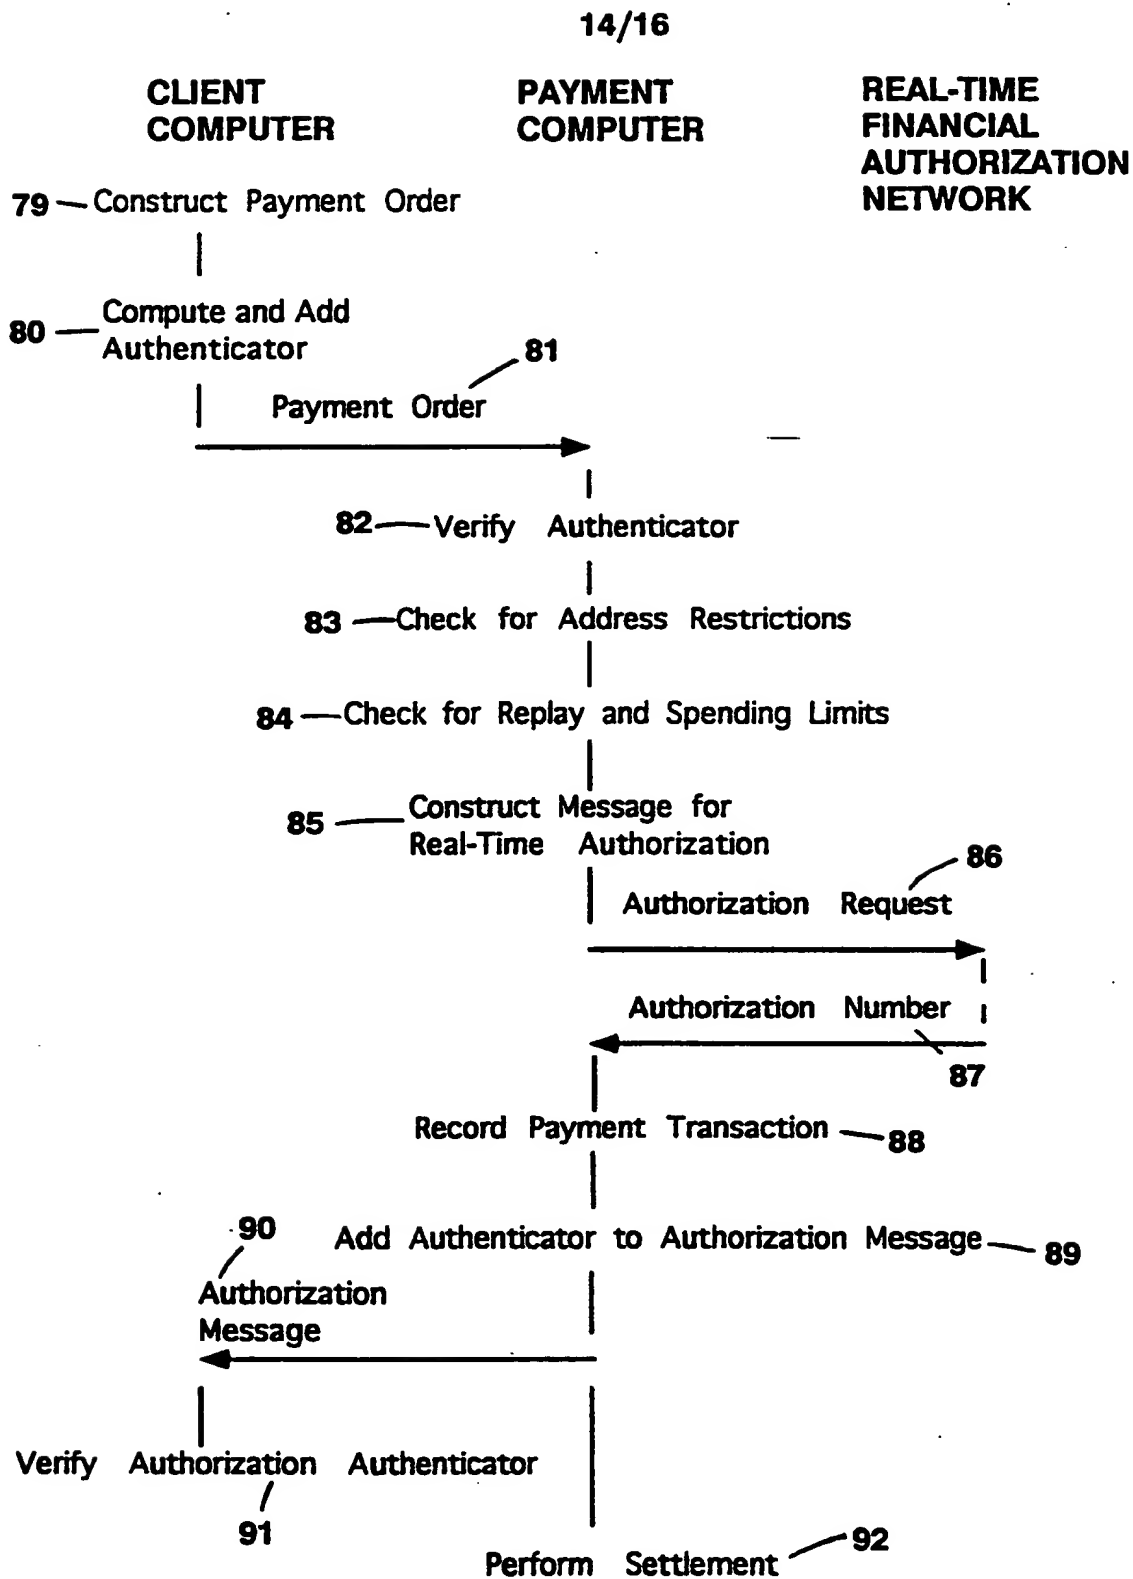 14/16
CLIENT
COMPUTER
PAYMENT
COMPUTER
REAL-TIME
FINANCIAL
AUTHORIZATION
NETWORK
79 Construct Payment Order
80 Compute and Add
Authenticator
81
Payment Order
82 Verify Authenticator
83 Check for Address Restrictions
84 Check for Replay and Spending Limits
85 Construct Message for
Real-Time Authorization
86
Authorization Request
Authorization Number
87
Record Payment Transaction 88
90
Add Authenticator to Authorization Message 89
Authorization
Message
Verify Authorization Authenticator
91
92
Perform Settlement